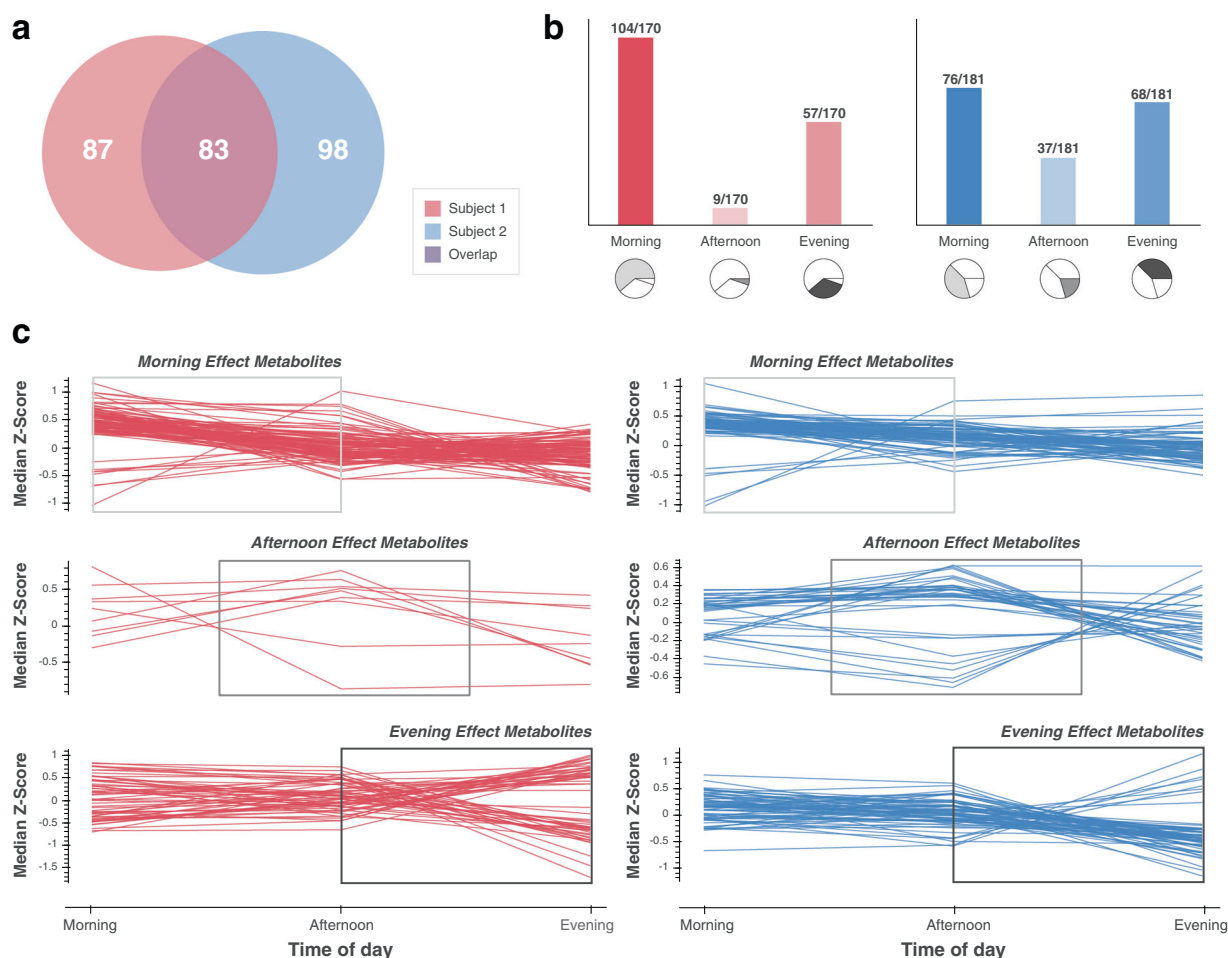 a
87
83
98
Subject 1
Subject 2
Overlap
b
104/170
9/170
57/170
Morning
Afternoon
Evening
76/181
37/181
68/181
Morning
Afternoon
Evening
c
Morning Effect Metabolites
Median Z-Score
1
0.5
0
-0.5
-1
Morning Effect Metabolites
Median Z-Score
1
0.5
0
-0.5
-1
Afternoon Effect Metabolites
Median Z-Score
0.5
0
-0.5
Afternoon Effect Metabolites
Median Z-Score
0.6
0.4
0.2
0
-0.2
-0.4
-0.6
Evening Effect Metabolites
Median Z-Score
1
0.5
0
-0.5
-1
-1.5
Evening Effect Metabolites
Median Z-Score
1
0.5
0
-0.5
-1
Morning
Afternoon
Evening
Time of day
Morning
Afternoon
Evening
Time of day